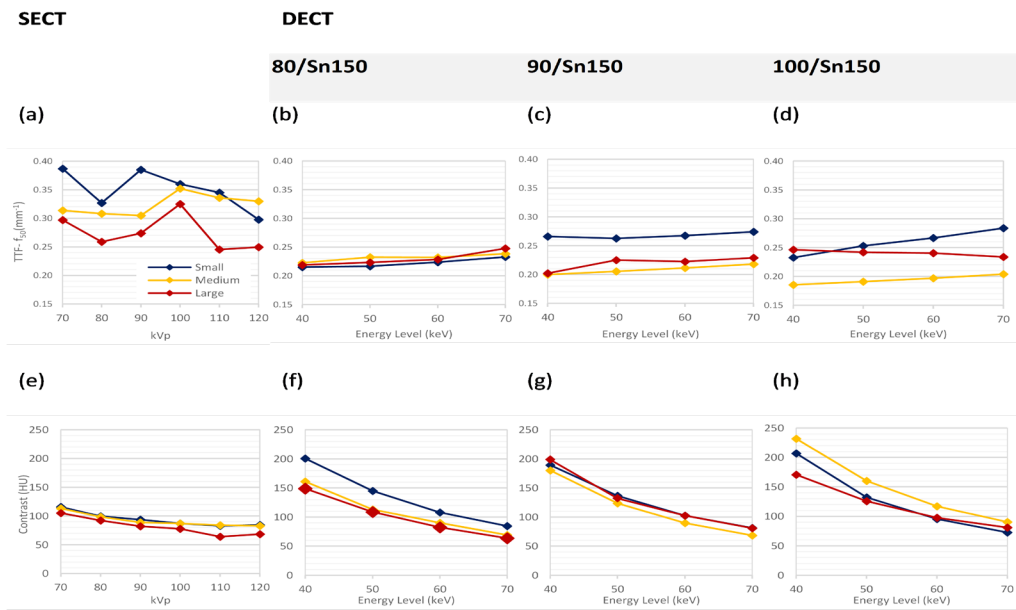 SECT DECT
80/Sn150 90/Sn150 100/Sn150
(a) (b) (c) (d)
0.40 0.40 0.40 0.40
0.35 0.35 0.35 0.35
0.30 0.30 0.30 0.30
0.25 0.25 0.25 0.25
0.20 0.20 0.20 0.20
0.15 0.15 0.15 0.15
TTF- f₅₀(mm⁻¹)
Small
Medium
Large
70 80 90 100 110 120 40 50 60 70 40 50 60 70 40 50 60 70
kVp Energy Level (keV) Energy Level (keV) Energy Level (keV)
(e) (f) (g) (h)
250 250 250 250
200 200 200 200
150 150 150 150
100 100 100 100
50 50 50 50
0 0 0 0
Contrast (HU)
70 80 90 100 110 120 40 50 60 70 40 50 60 70 40 50 60 70
kVp Energy Level (keV) Energy Level (keV) Energy Level (keV)